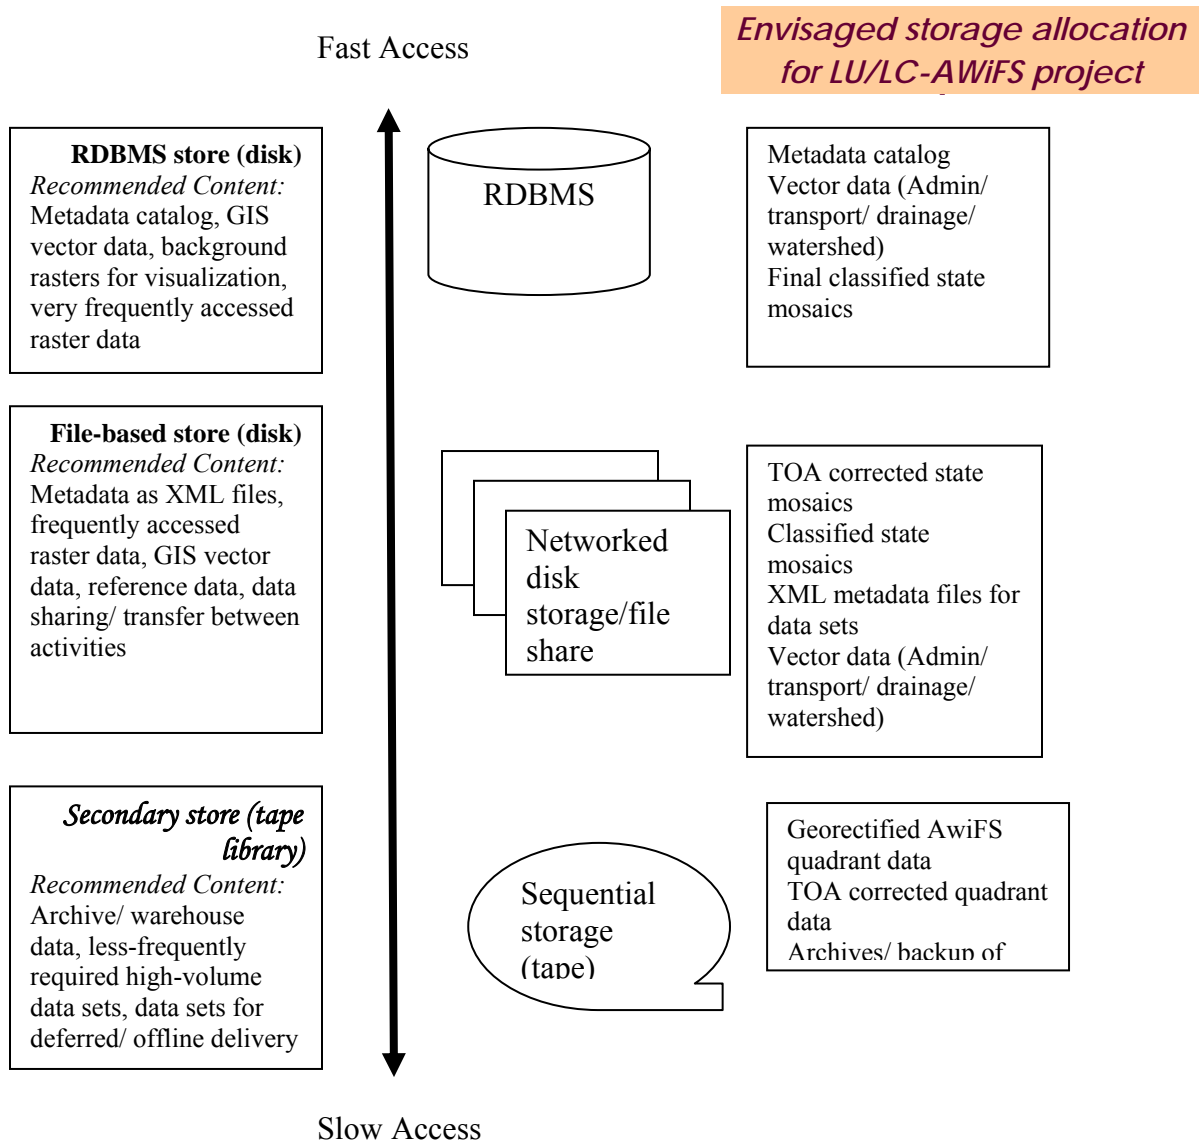 Fast Access
Envisaged storage allocation
for LU/LC-AWiFS project
RDBMS store (disk)
Recommended Content:
Metadata catalog, GIS
vector data, background
rasters for visualization,
very frequently accessed
raster data
RDBMS
Metadata catalog
Vector data (Admin/
transport/ drainage/
watershed)
Final classified state
mosaics
File-based store (disk)
Recommended Content:
Metadata as XML files,
frequently accessed
raster data, GIS vector
data, reference data, data
sharing/ transfer between
activities
Networked
disk
storage/file
share
TOA corrected state
mosaics
Classified state
mosaics
XML metadata files for
data sets
Vector data (Admin/
transport/ drainage/
watershed)
Secondary store (tape
library)
Recommended Content:
Archive/ warehouse
data, less-frequently
required high-volume
data sets, data sets for
deferred/ offline delivery
Sequential
storage
(tape)
Georectified AwiFS
quadrant data
TOA corrected quadrant
data
Archives/ backup of
Slow Access